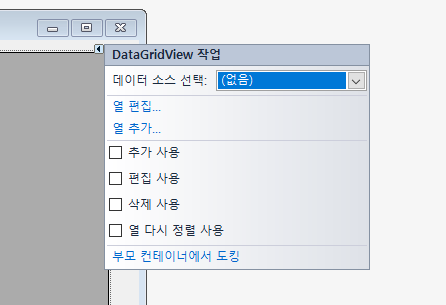 DataGridView 작업
데이터 소스 선택: (없음)
열 편집...
열 추가...
추가 사용
편집 사용
삭제 사용
열 다시 정렬 사용
부모 컨테이너에서 도킹